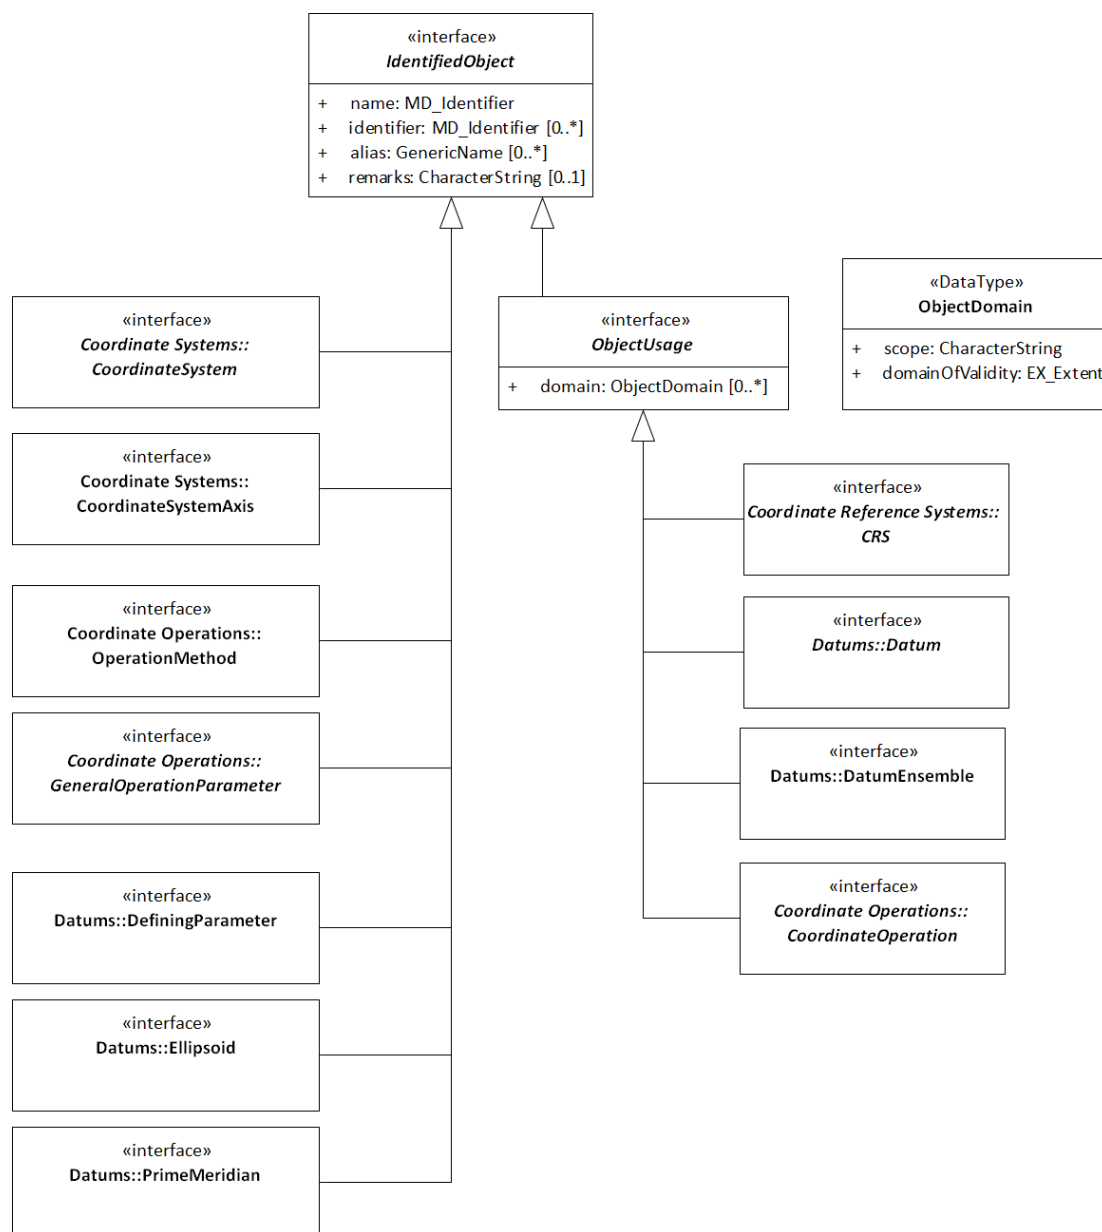 «interface»
IdentifiedObject
+ name: MD_Identifier
+ identifier: MD_Identifier [0..*]
+ alias: GenericName [0..*]
+ remarks: CharacterString [0..1]
«interface»
Coordinate Systems::
CoordinateSystem
«interface»
Coordinate Systems::
CoordinateSystemAxis
«interface»
Coordinate Operations::
OperationMethod
«interface»
Coordinate Operations::
GeneralOperationParameter
«interface»
Datums::DefiningParameter
«interface»
Datums::Ellipsoid
«interface»
Datums::PrimeMeridian
«interface»
ObjectUsage
+ domain: ObjectDomain [0..*]
«DataType»
ObjectDomain
+ scope: CharacterString
+ domainOfValidity: EX_Extent
«interface»
Coordinate Reference Systems::
CRS
«interface»
Datums::Datum
«interface»
Datums::DatumEnsemble
«interface»
Coordinate Operations::
CoordinateOperation